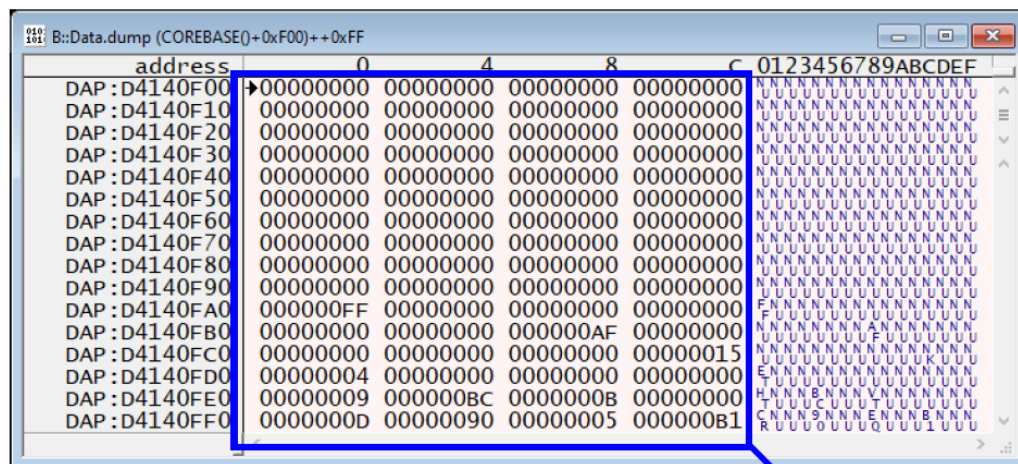 B::Data.dump (COREBASE()+0xF00)++0xFF
address 0 4 8 C 0123456789ABCDEF
DAP:D4140F00 00000000 00000000 00000000 00000000
DAP:D4140F10 00000000 00000000 00000000 00000000
DAP:D4140F20 00000000 00000000 00000000 00000000
DAP:D4140F30 00000000 00000000 00000000 00000000
DAP:D4140F40 00000000 00000000 00000000 00000000
DAP:D4140F50 00000000 00000000 00000000 00000000
DAP:D4140F60 00000000 00000000 00000000 00000000
DAP:D4140F70 00000000 00000000 00000000 00000000
DAP:D4140F80 00000000 00000000 00000000 00000000
DAP:D4140F90 00000000 00000000 00000000 00000000
DAP:D4140FA0 000000FF 00000000 00000000 00000000
DAP:D4140FB0 00000000 00000000 000000AF 00000000
DAP:D4140FC0 00000000 00000000 00000000 00000015
DAP:D4140FD0 00000004 00000000 00000000 00000000
DAP:D4140FE0 00000009 000000BC 0000000B 00000000
DAP:D4140FF0 0000000D 00000090 00000005 000000B1